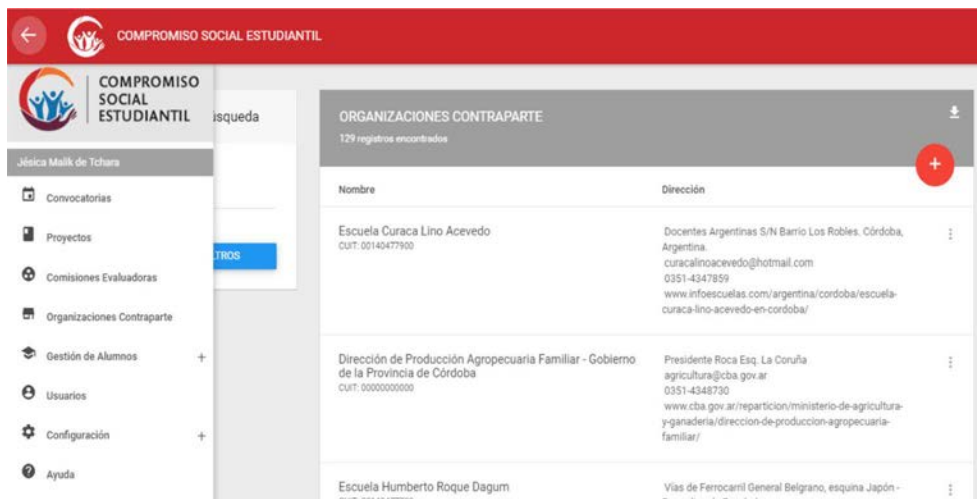 COMPROMISO SOCIAL ESTUDIANTIL
COMPROMISO
SOCIAL
ESTUDIANTIL
Jésica Malik de Tchara
Convocatorias
Proyectos
Comisiones Evaluadoras
Organizaciones Contraparte
Gestión de Alumnos +
Usuarios
Configuración +
Ayuda
úsqueda
TROS
ORGANIZACIONES CONTRAPARTE
129 registros encontrados
+
Nombre
Dirección
Escuela Curaca Lino Acevedo
CUIT: 00140477900
Docentes Argentinas S/N Barrio Los Robles. Córdoba,
Argentina.
curacalinoacevedo@hotmail.com
0351-4347859
www.infoescuelas.com/argentina/cordoba/escuela-
curaca-lino-acevedo-en-cordoba/
Dirección de Producción Agropecuaria Familiar - Gobierno
de la Provincia de Córdoba
CUIT: 00000000000
Presidente Roca Esq. La Coruña
agricultura@cba.gov.ar
0351-4348730
www.cba.gov.ar/reparticion/ministerio-de-agricultura-
y-ganaderia/direccion-de-produccion-agropecuaria-
familiar/
Escuela Humberto Roque Dagum
Vías de Ferrocarril General Belgrano, esquina Japón -